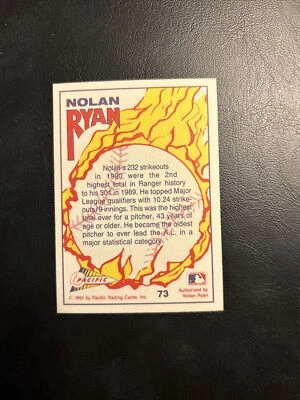 NOLAN
RYAN
Nolan's 232 strikeouts
in 1990 were the 2nd
highest total in Ranger history
to his 301 in 1989. He topped Major
League qualifiers with 10.24 strike-
outs/9 innings. This was the highest
total ever for a pitcher, 43 years of
age or older. He became the oldest
pitcher to ever lead the A.L. in a
major statistical category.
PACIFIC
© 1991 by Pacific Trading Cards, Inc.
73
Authorized by
Nolan Ryan